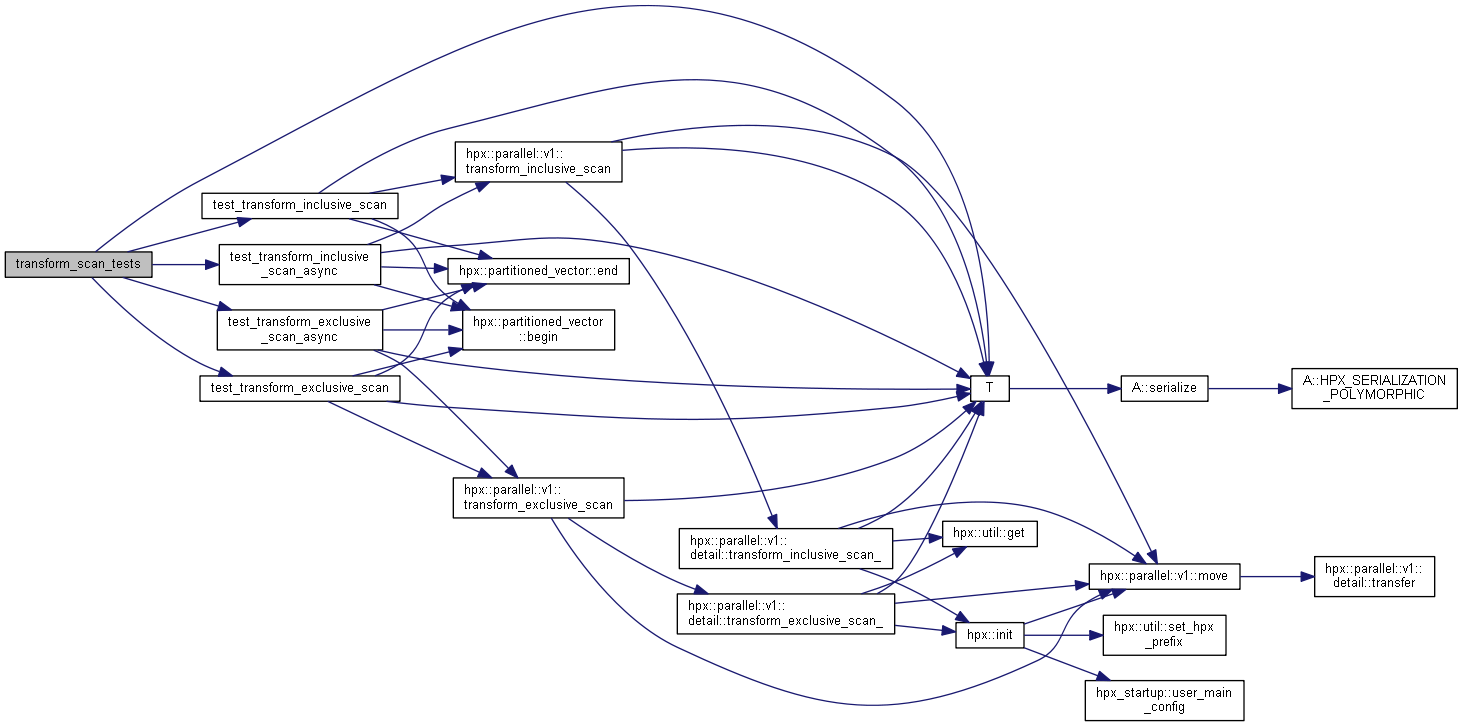 transform_scan_tests
test_transform_inclusive_scan
test_transform_inclusive
_scan_async
test_transform_exclusive
_scan_async
test_transform_exclusive_scan
hpx::parallel::v1::
transform_inclusive_scan
hpx::partitioned_vector::end
hpx::partitioned_vector
::begin
hpx::parallel::v1::
transform_exclusive_scan
hpx::parallel::v1::
detail::transform_inclusive_scan_
hpx::parallel::v1::
detail::transform_exclusive_scan_
T
hpx::util::get
hpx::init
A::serialize
hpx::parallel::v1::move
hpx::util::set_hpx
_prefix
hpx_startup::user_main
_config
A::HPX_SERIALIZATION
_POLYMORPHIC
hpx::parallel::v1::
detail::transfer